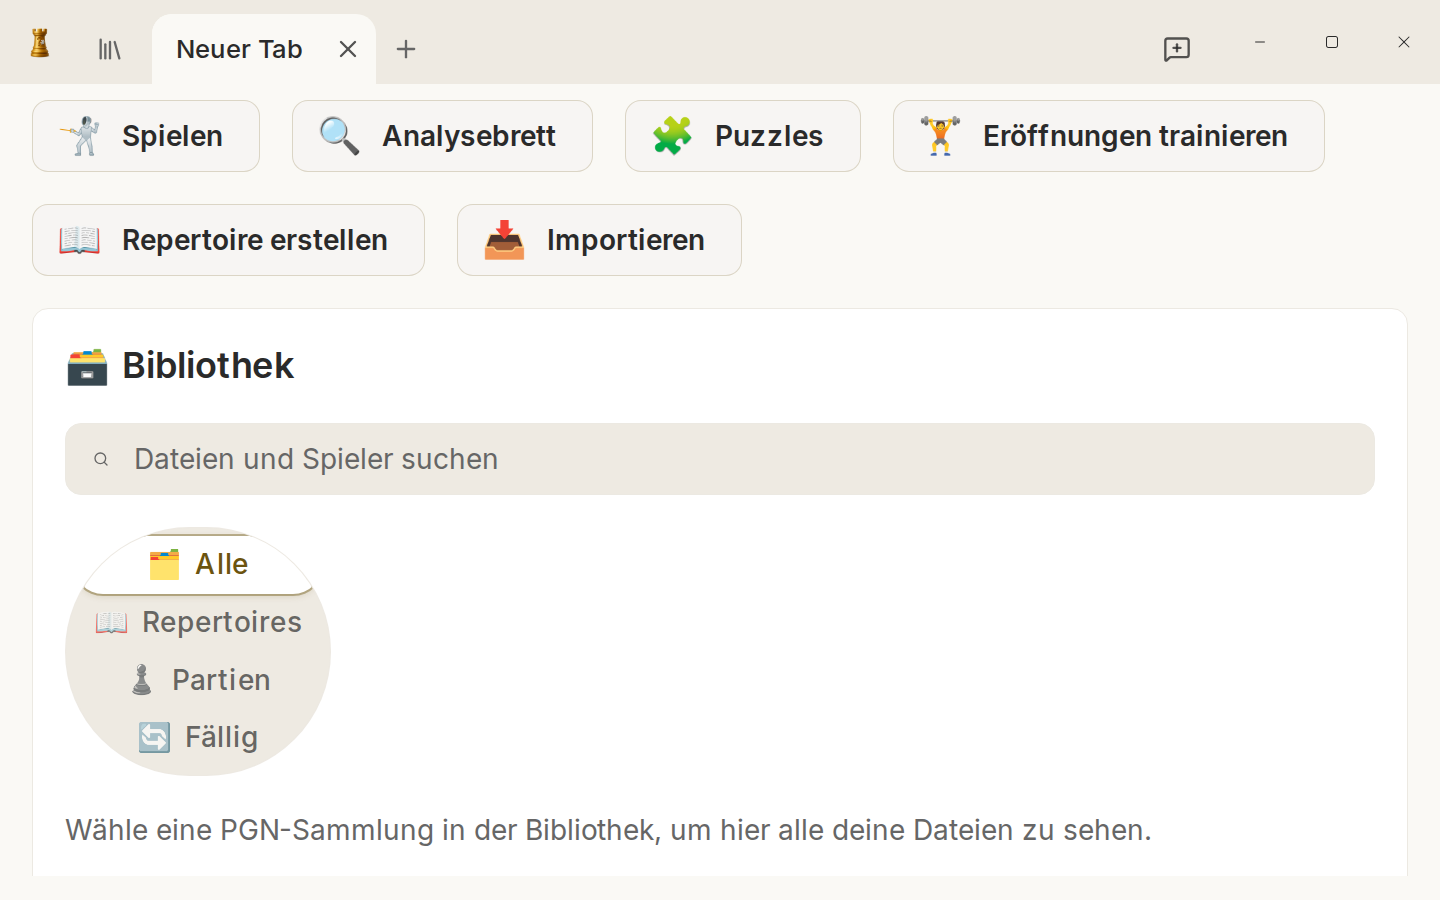 Neuer Tab
Spielen
Analysebrett
Puzzles
Eröffnungen trainieren
Repertoire erstellen
Importieren
Bibliothek
Dateien und Spieler suchen
Alle
Repertoires
Partien
Fällig
Wähle eine PGN-Sammlung in der Bibliothek, um hier alle deine Dateien zu sehen.